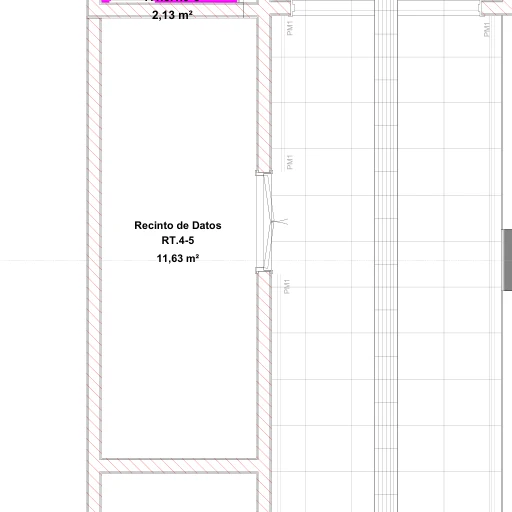 2,13 m²
PM1
PM1
PM1
Recinto de Datos
RT.4-5
11,63 m²
PM1